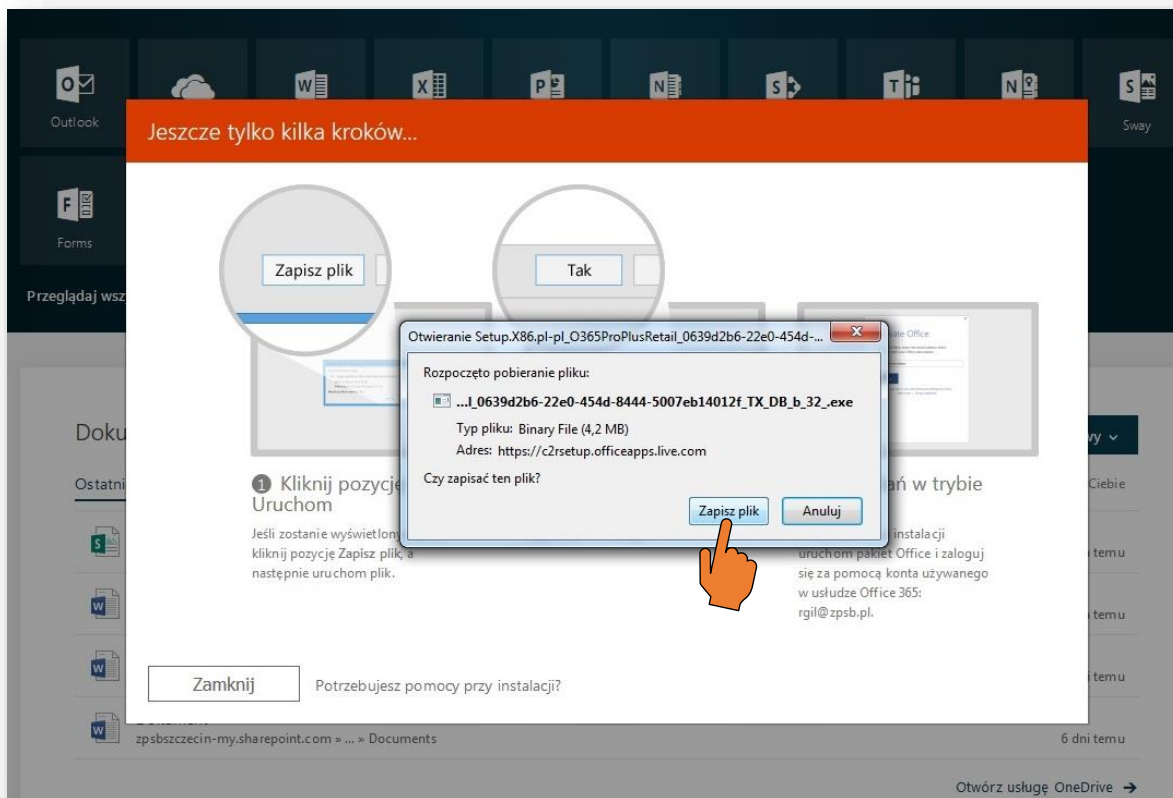 Outlook
Sway
Forms
Przeglądaj wsz
Jeszcze tylko kilka kroków...
Zapisz plik
Tak
Otwieranie Setup.X86.pl-pl_O365ProPlusRetail_0639d2b6-22e0-454d-...
Rozpoczęto pobieranie pliku:
...l_0639d2b6-22e0-454d-8444-5007eb14012f_TX_DB_b_32_.exe
Typ pliku: Binary File (4,2 MB)
Adres: https://c2rsetup.officeapps.live.com
Czy zapisać ten plik?
Zapisz plik
Anuluj
1 Kliknij pozycję
Uruchom
Jeśli zostanie wyświetlony
kliknij pozycję Zapisz plik, a
następnie uruchom plik.
ań w trybie
instalacji
uruchom pakiet Office i zaloguj
się za pomocą konta używanego
w usłudze Office 365:
rgil@zpsb.pl.
Zamknij
Potrzebujesz pomocy przy instalacji?
Doku
wy
Ostatni
Ciebie
temu
temu
temu
zpsbszczecin-my.sharepoint.com » ... » Documents
6 dni temu
Otwórz usługę OneDrive →